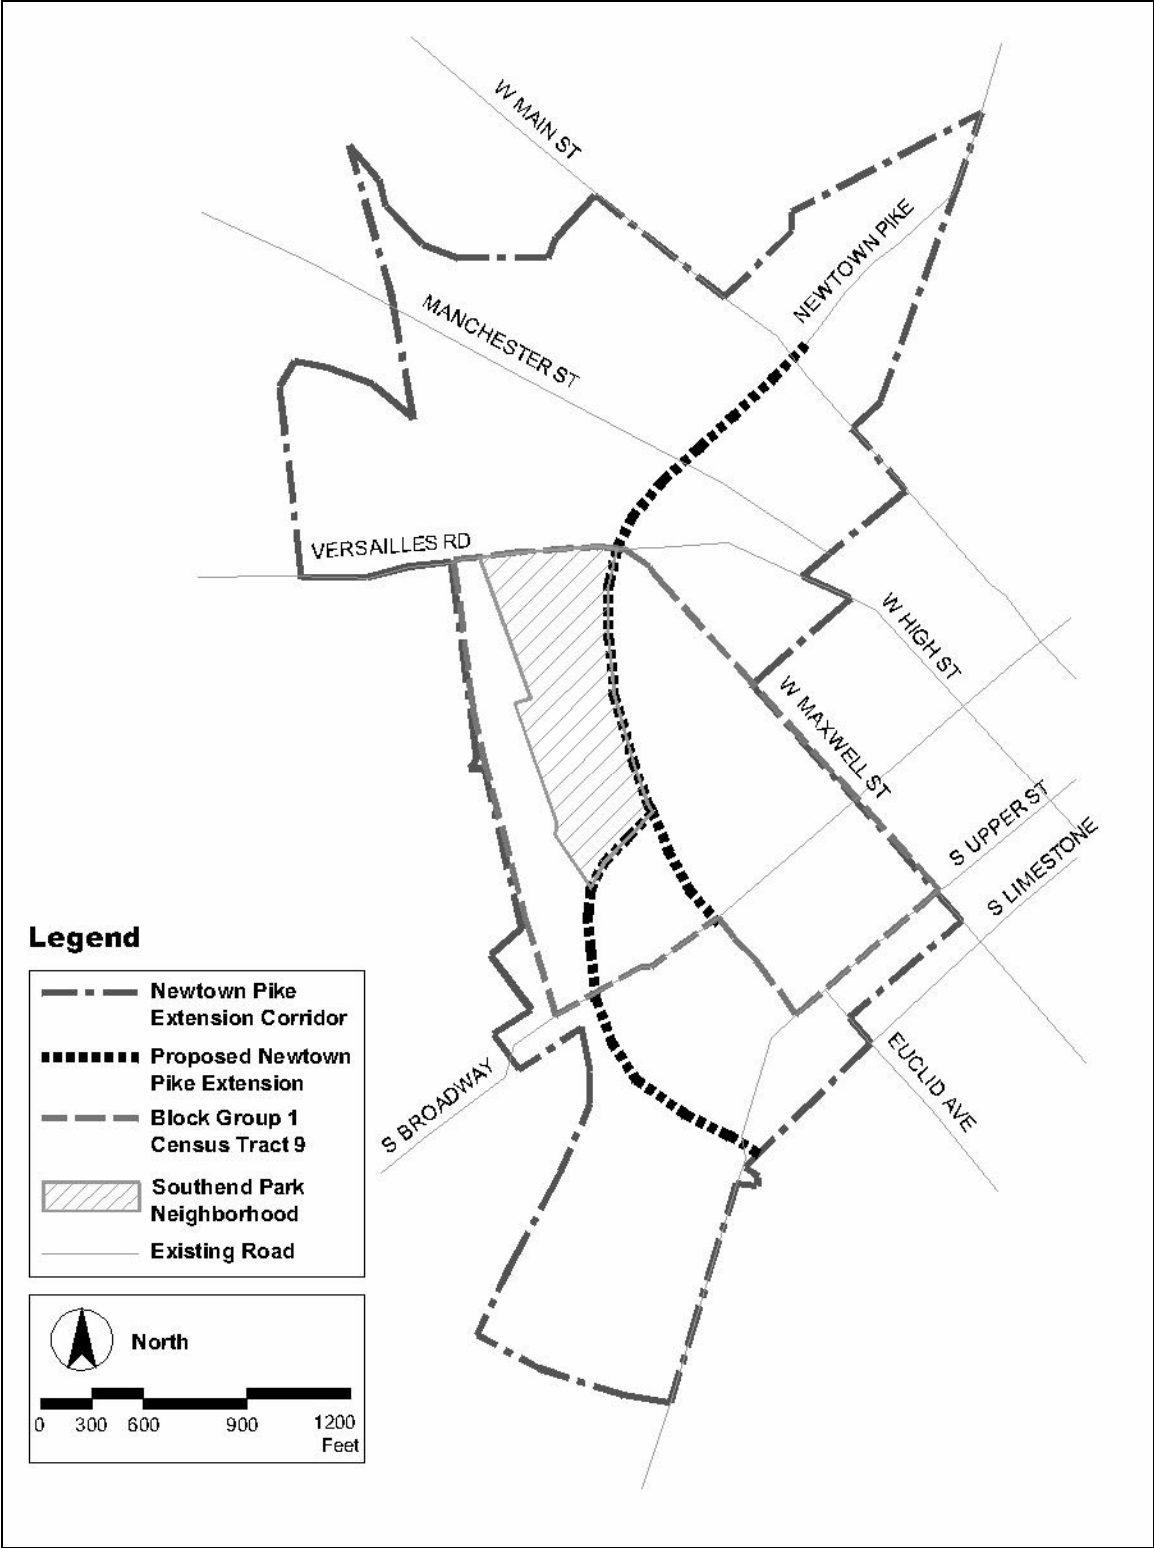 W MAIN ST
NEWTOWN PIKE
MANCHESTER ST
VERSAILLES RD
W HIGH ST
W MAXWELL ST
S UPPER ST
S LIMESTONE
EUCLID AVE
S BROADWAY
Legend
Newtown Pike
Extension Corridor
Proposed Newtown
Pike Extension
Block Group 1
Census Tract 9
Southend Park
Neighborhood
Existing Road
North
0 300 600 900 1200
Feet